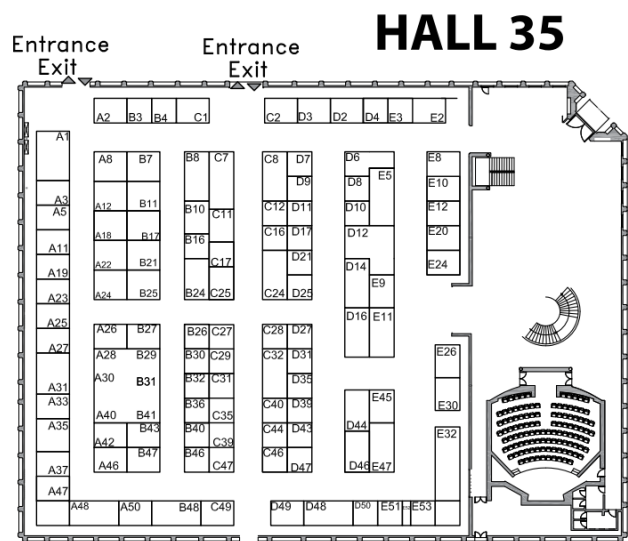 HALL 35
Entrance
Exit
Entrance
Exit
A2 B3 B4 C1 C2 D3 D2 D4 E3 E2
A1
A8 B7 B8 C7 C8 D7 D6 E8
D9 D8 E5 E10
A3
A12 B11 B10 C11 C12 D11 D10 E12
A5
A18 B17 B16 C16 D17 D12 E20
A11
A22 B21 C17 D21 D14 E24
A19
A24 B25 B24 C25 C24 D25 E9
A23
D16 E11
A25
A26 B27 B26 C27 C28 D27
A27
A28 B29 B30 C29 C32 D31 E26
A30 B31 B32 C31 D35
A31
A33
A40 B41 B36 C35 C40 D39 E45 E30
A35
A42 B43 B40 C39 C44 D43 D44 E32
A37
A46 B47 B46 C47 C46 D47 D46 E47
A47
A48 A50 B48 C49 D49 D48 D50 E51 E53